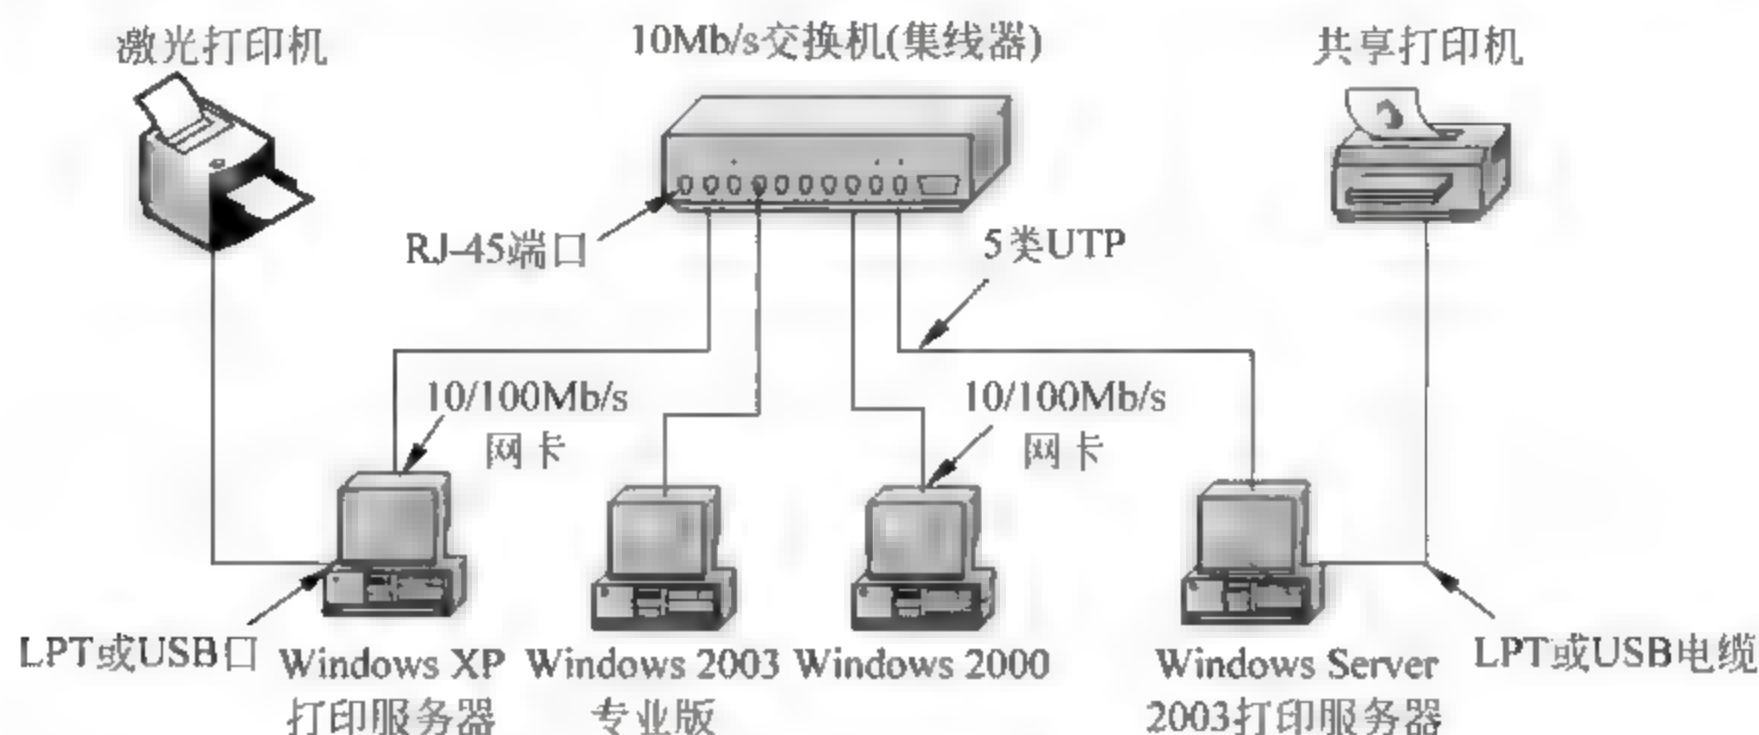 激光打印机
10Mb/s交换机(集线器)
共享打印机
RJ-45端口
5类UTP
10/100Mb/s
网卡
10/100Mb/s
网卡
LPT或USB口
Windows XP
打印服务器
Windows 2003
专业版
Windows 2000
Windows Server
2003打印服务器
LPT或USB电缆